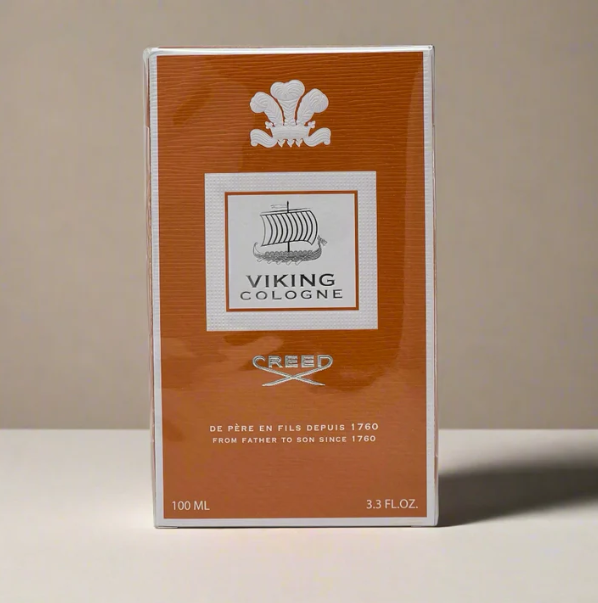 VIKING
COLOGNE
CREED
DE PÈRE EN FILS DEPUIS 1760
FROM FATHER TO SON SINCE 1760
100 ML
3.3 FL.OZ.